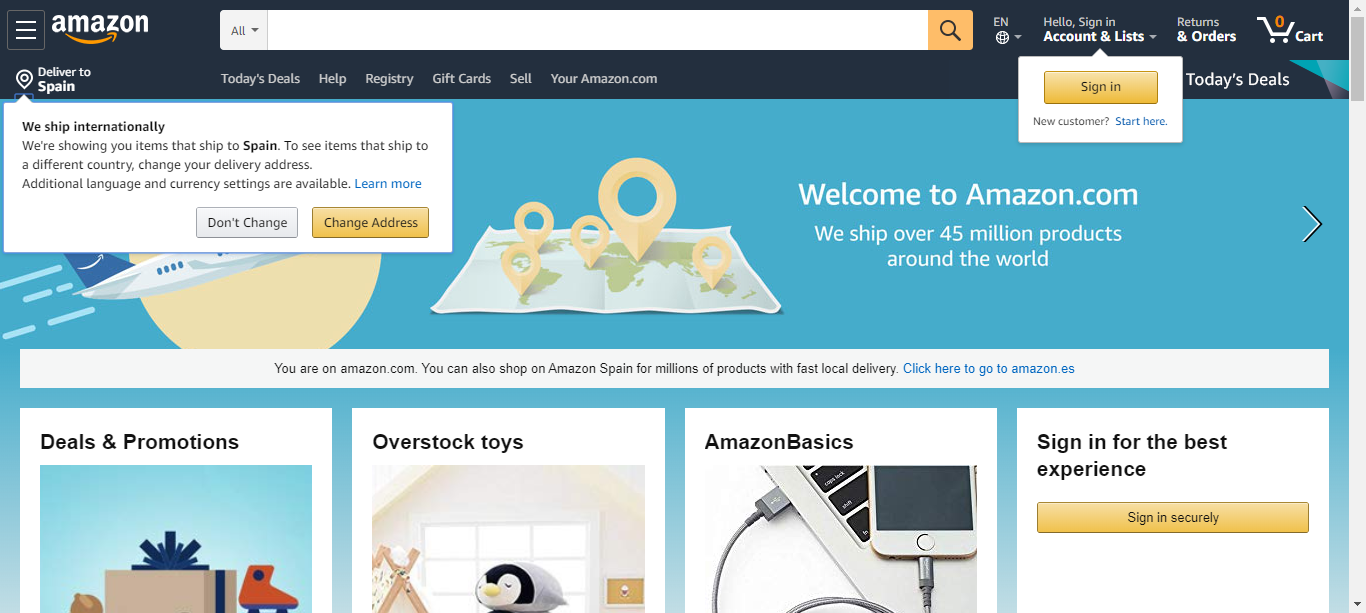 amazon
All
EN
Hello, Sign in
Account & Lists
Returns
& Orders
0
Cart
Deliver to
Spain
Today's Deals
Help
Registry
Gift Cards
Sell
Your Amazon.com
Today's Deals
Sign in
New customer? Start here.
We ship internationally
We're showing you items that ship to Spain. To see items that ship to
a different country, change your delivery address.
Additional language and currency settings are available. Learn more
Don't Change
Change Address
Welcome to Amazon.com
We ship over 45 million products
around the world
You are on amazon.com. You can also shop on Amazon Spain for millions of products with fast local delivery. Click here to go to amazon.es
Deals & Promotions
Overstock toys
AmazonBasics
caps lock
shift
Sign in for the best
experience
Sign in securely